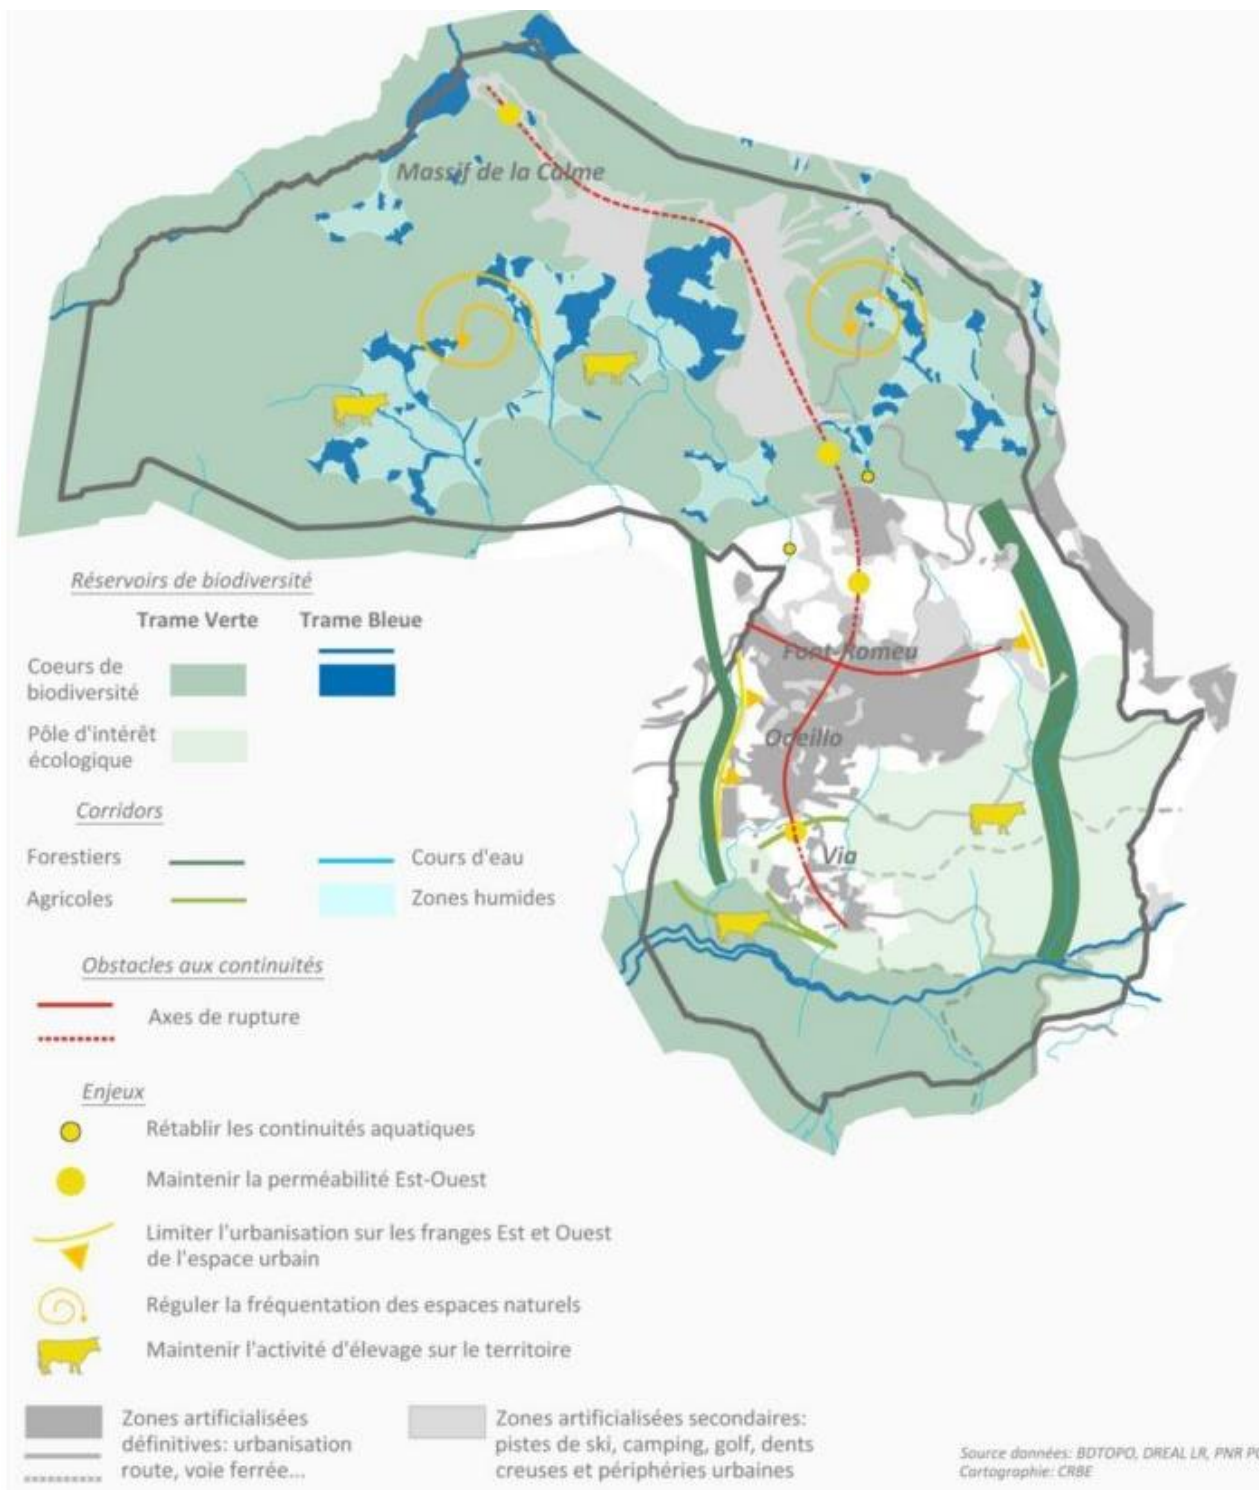 Massif de la Calme
Font-Romeu
Odeillo
Via
Réservoirs de biodiversité
Trame Verte
Trame Bleue
Coeurs de
biodiversité
Pôle d'intérêt
écologique
Corridors
Forestiers
Cours d'eau
Agricoles
Zones humides
Obstacles aux continuités
Axes de rupture
Enjeux
Rétablir les continuités aquatiques
Maintenir la perméabilité Est-Ouest
Limiter l'urbanisation sur les franges Est et Ouest
de l'espace urbain
Réguler la fréquentation des espaces naturels
Maintenir l'activité d'élevage sur le territoire
Zones artificialisées
définitives: urbanisation
route, voie ferrée...
Zones artificialisées secondaires:
pistes de ski, camping, golf, dents
creuses et périphéries urbaines
Source données: BDTOPO, DREAL LR, PNR
Cartographie: CRBE